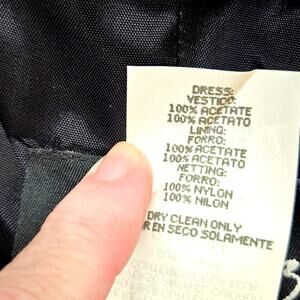 DRESS:
VESTIDO:
100% ACETATE
100% ACETATO
LINING:
FORRO:
100% ACETATE
100% ACETATO
NETTING:
FORRO:
100% NYLON
100% NILON
DRY CLEAN ONLY
EN SECO SOLAMENTE